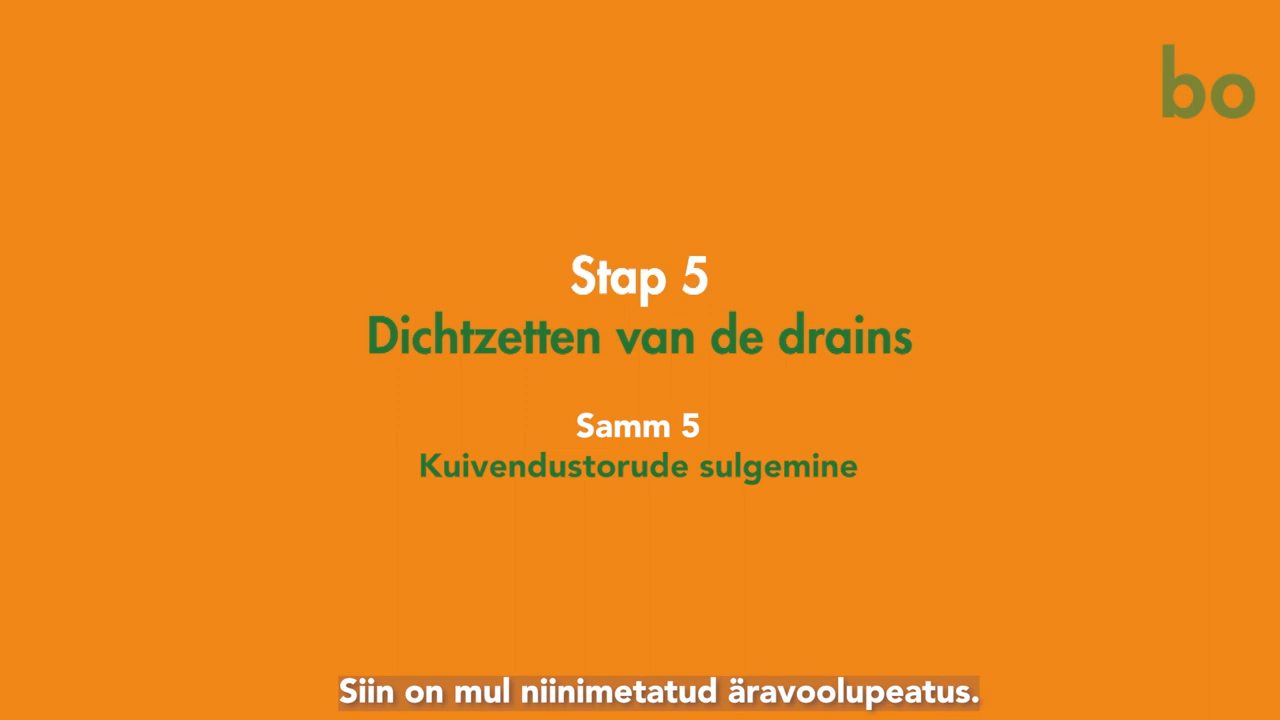 bo
Stap 5
Dichtzetten van de drains
Samm 5
Kuivendustorude sulgemine
Siin on mul niinimetatud äravoolupeatus.